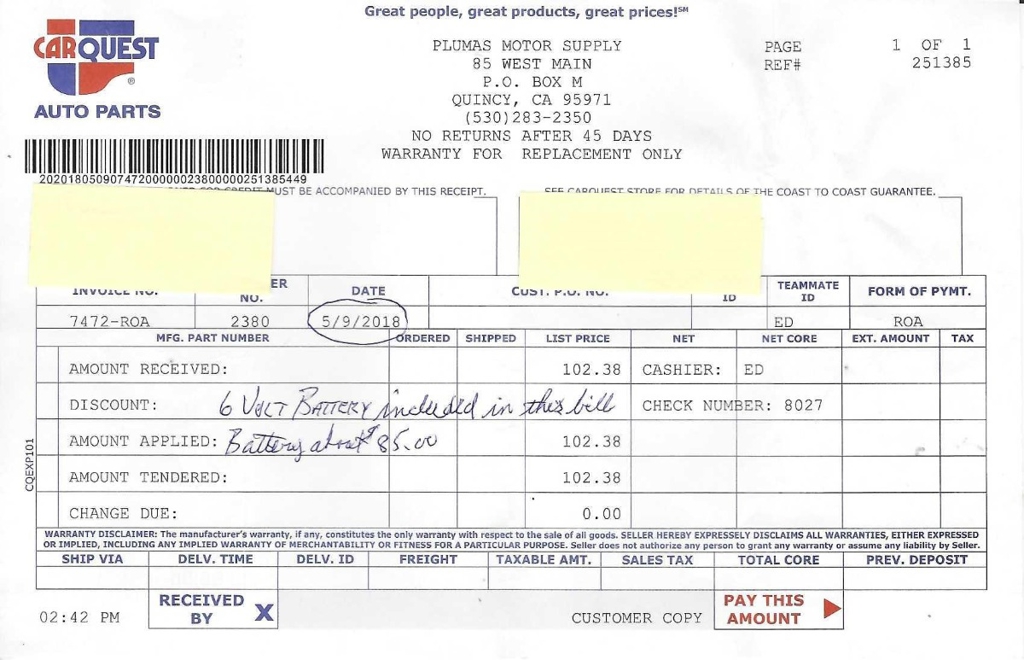 Great people, great products, great prices!℠
CARQUEST®
AUTO PARTS
PLUMAS MOTOR SUPPLY
85 WEST MAIN
P.O. BOX M
QUINCY, CA 95971
(530)283-2350
NO RETURNS AFTER 45 DAYS
WARRANTY FOR REPLACEMENT ONLY
PAGE 1 OF 1
REF# 251385
2020180509074720000002380000002513854​49
FOR CREDIT MUST BE ACCOMPANIED BY THIS RECEIPT.
SEE CARQUEST STORE FOR DETAILS OF THE COAST TO COAST GUARANTEE.
INVOICE NO. NO. DATE CUST. P.O. NO. ID TEAMMATE ID FORM OF PYMT.
7472-ROA 2380 5/9/2018 ED ROA
MFG. PART NUMBER ORDERED SHIPPED LIST PRICE NET NET CORE EXT. AMOUNT TAX
AMOUNT RECEIVED: 102.38 CASHIER: ED
DISCOUNT: 6 VOLT BATTERY included in this bill CHECK NUMBER: 8027
AMOUNT APPLIED: Battery about $85.00 102.38
AMOUNT TENDERED: 102.38
CHANGE DUE: 0.00
CQEXP101
WARRANTY DISCLAIMER: The manufacturer's warranty, if any, constitutes the only warranty with respect to the sale of all goods. SELLER HEREBY EXPRESSLY DISCLAIMS ALL WARRANTIES, EITHER EXPRESSED
OR IMPLIED, INCLUDING ANY IMPLIED WARRANTY OF MERCHANTABILITY OR FITNESS FOR A PARTICULAR PURPOSE. Seller does not authorize any person to grant any warranty or assume any liability by Seller.
SHIP VIA DELV. TIME DELV. ID FREIGHT TAXABLE AMT. SALES TAX TOTAL CORE PREV. DEPOSIT
02:42 PM
RECEIVED BY X
CUSTOMER COPY
PAY THIS AMOUNT